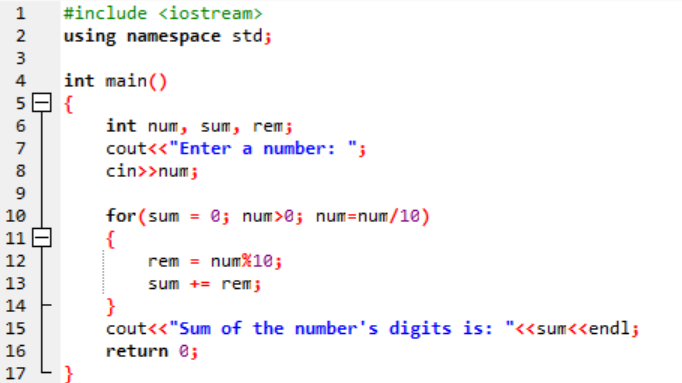 1 #include <iostream>
2 using namespace std;
3
4 int main()
5 {
6 int num, sum, rem;
7 cout<<"Enter a number: ";
8 cin>>num;
9
10 for(sum = 0; num>0; num=num/10)
11 {
12 rem = num%10;
13 sum += rem;
14 }
15 cout<<"Sum of the number's digits is: "<<sum<<endl;
16 return 0;
17 }